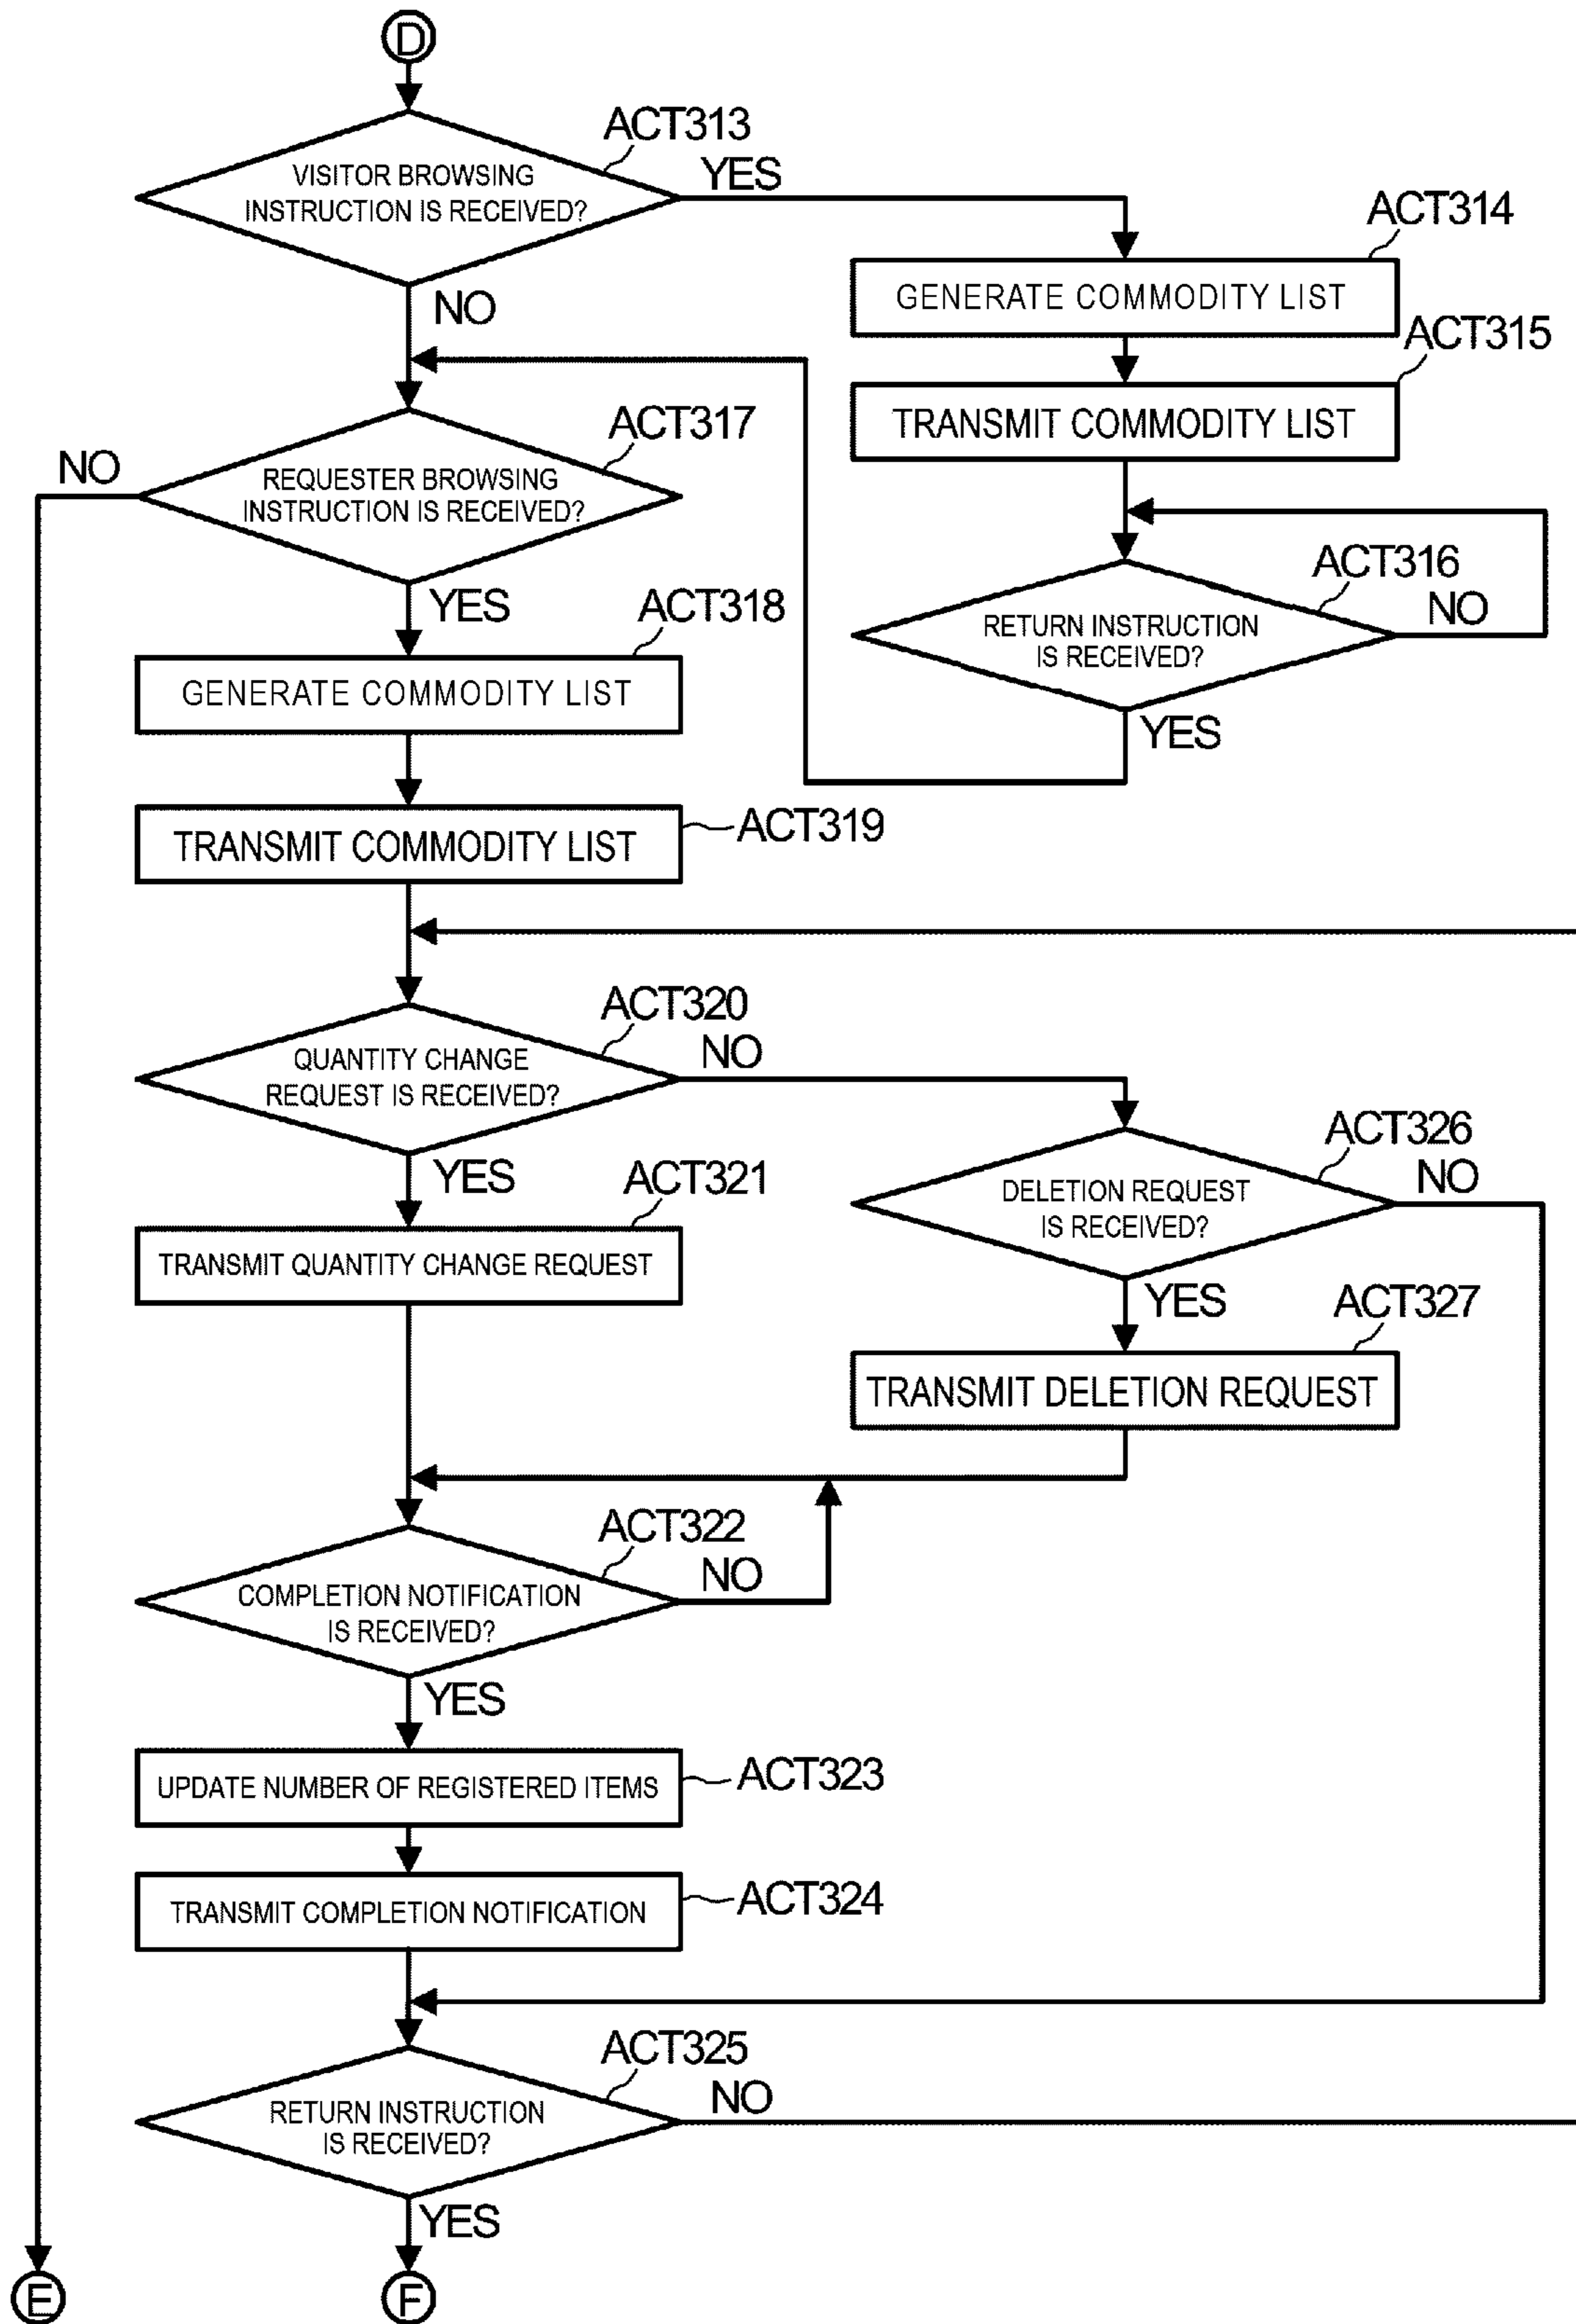 D
ACT313
VISITOR BROWSING
INSTRUCTION IS RECEIVED?
YES
NO
ACT314
GENERATE COMMODITY LIST
ACT315
TRANSMIT COMMODITY LIST
ACT316
RETURN INSTRUCTION
IS RECEIVED?
NO
YES
ACT317
REQUESTER BROWSING
INSTRUCTION IS RECEIVED?
NO
YES
ACT318
GENERATE COMMODITY LIST
ACT319
TRANSMIT COMMODITY LIST
ACT320
QUANTITY CHANGE
REQUEST IS RECEIVED?
NO
YES
ACT321
TRANSMIT QUANTITY CHANGE REQUEST
ACT326
DELETION REQUEST
IS RECEIVED?
NO
YES
ACT327
TRANSMIT DELETION REQUEST
ACT322
COMPLETION NOTIFICATION
IS RECEIVED?
NO
YES
ACT323
UPDATE NUMBER OF REGISTERED ITEMS
ACT324
TRANSMIT COMPLETION NOTIFICATION
ACT325
RETURN INSTRUCTION
IS RECEIVED?
NO
YES
E
F